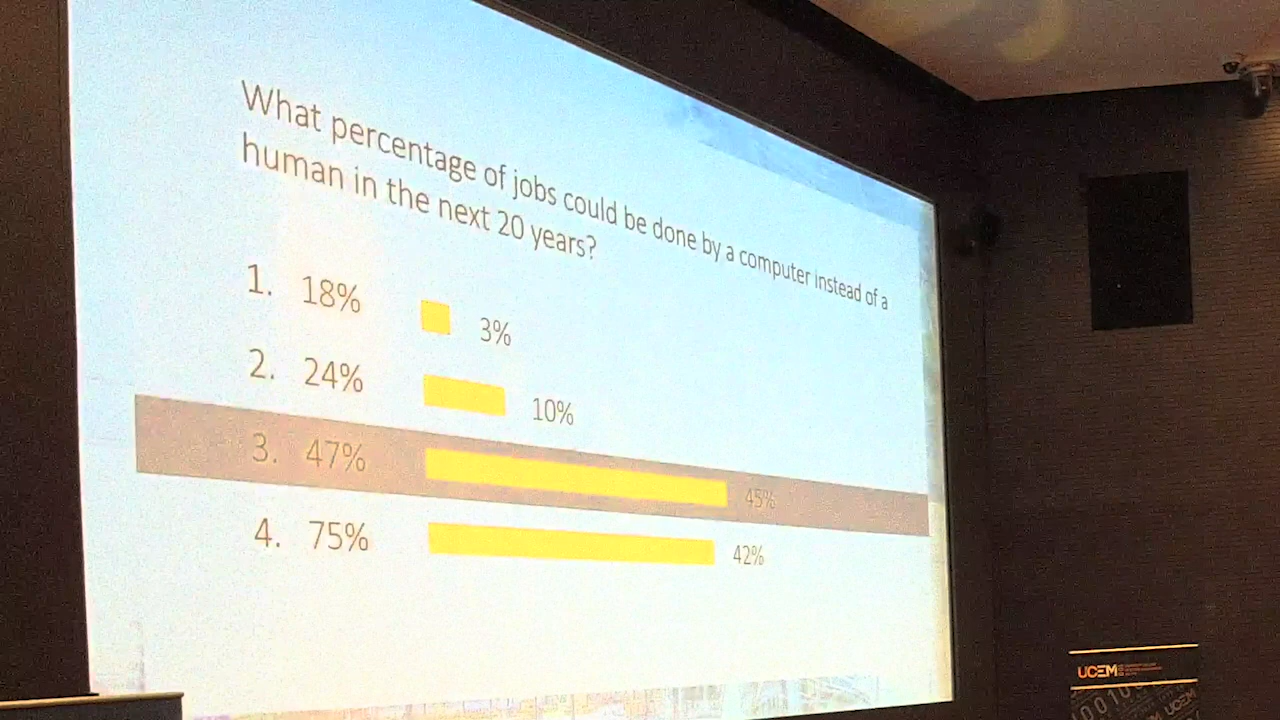 What percentage of jobs could be done by a computer instead of a
human in the next 20 years?
1. 18% 3%
2. 24% 10%
3. 47% 45%
4. 75% 42%
UCEM
UCEM